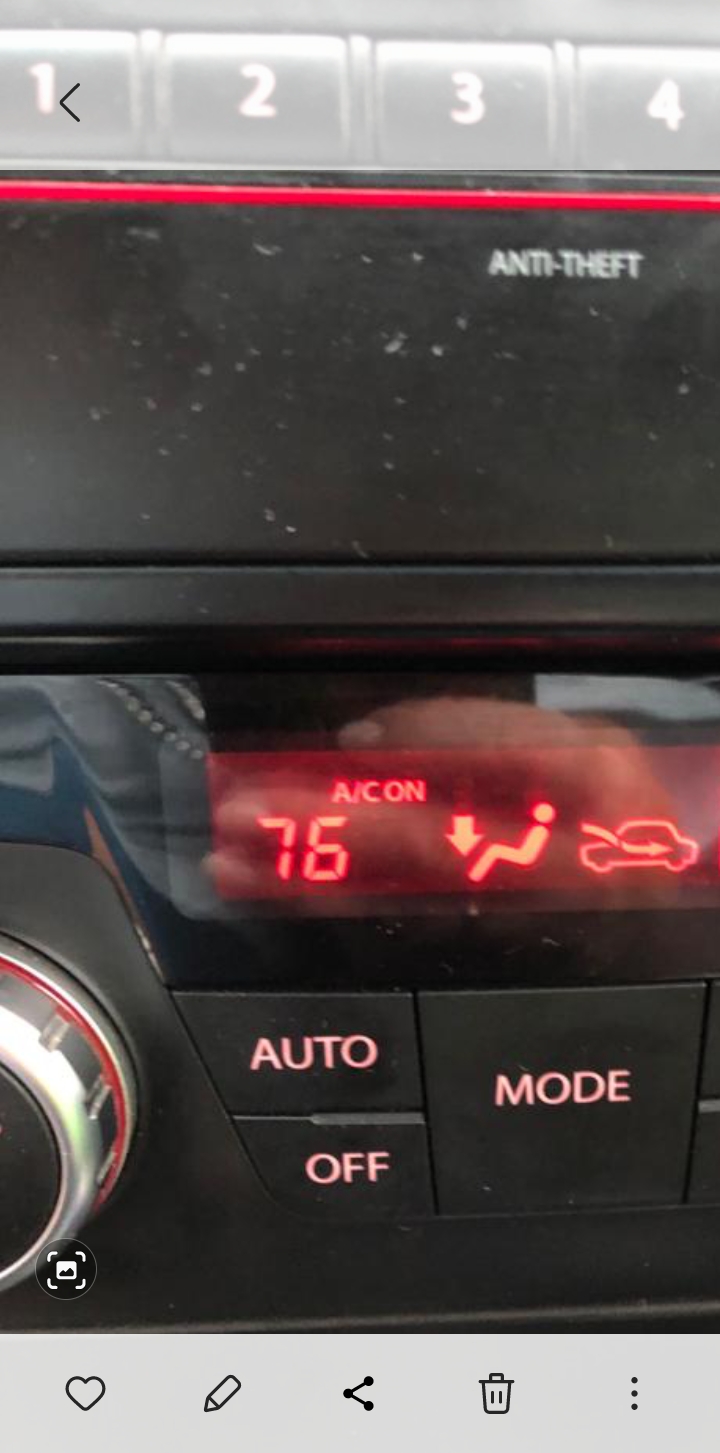 1 2 3 4
ANTI-THEFT
A/C ON
76
AUTO
MODE
OFF